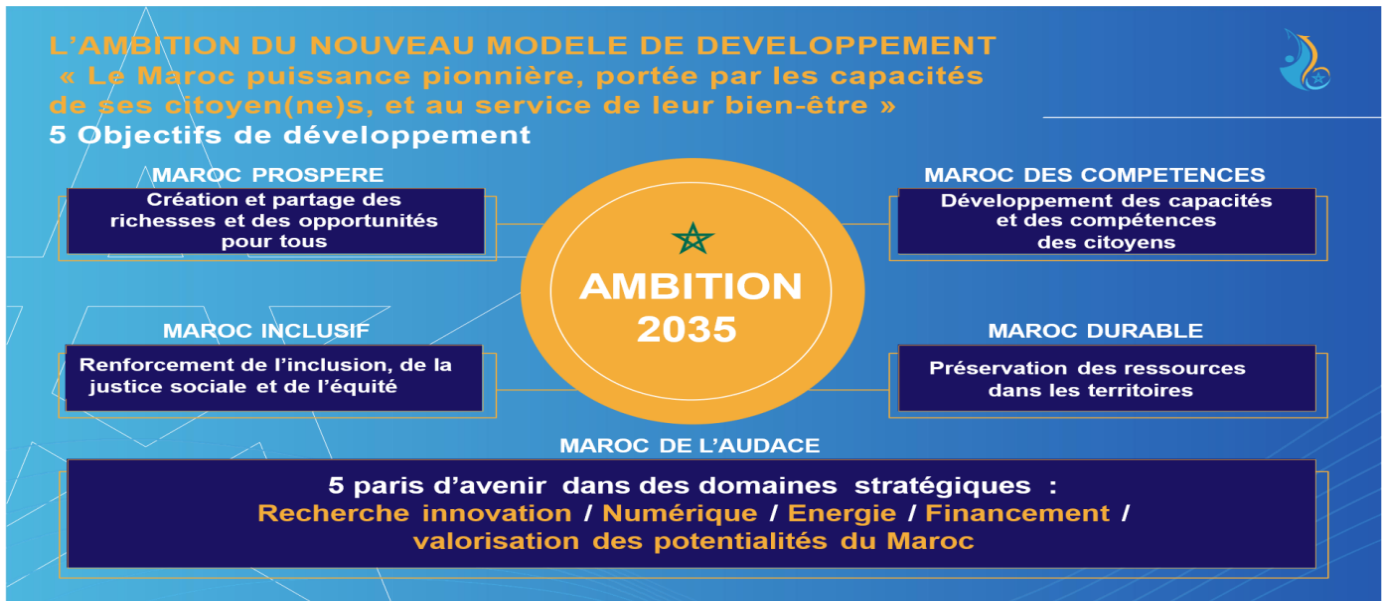 L'AMBITION DU NOUVEAU MODELE DE DEVELOPPEMENT
« Le Maroc puissance pionnière, portée par les capacités
de ses citoyen(ne)s, et au service de leur bien-être »
5 Objectifs de développement
MAROC PROSPERE
Création et partage des
richesses et des opportunités
pour tous
MAROC DES COMPETENCES
Développement des capacités
et des compétences
des citoyens
AMBITION
2035
MAROC INCLUSIF
Renforcement de l'inclusion, de la
justice sociale et de l'équité
MAROC DURABLE
Préservation des ressources
dans les territoires
MAROC DE L'AUDACE
5 paris d'avenir dans des domaines stratégiques :
Recherche innovation / Numérique / Energie / Financement /
valorisation des potentialités du Maroc